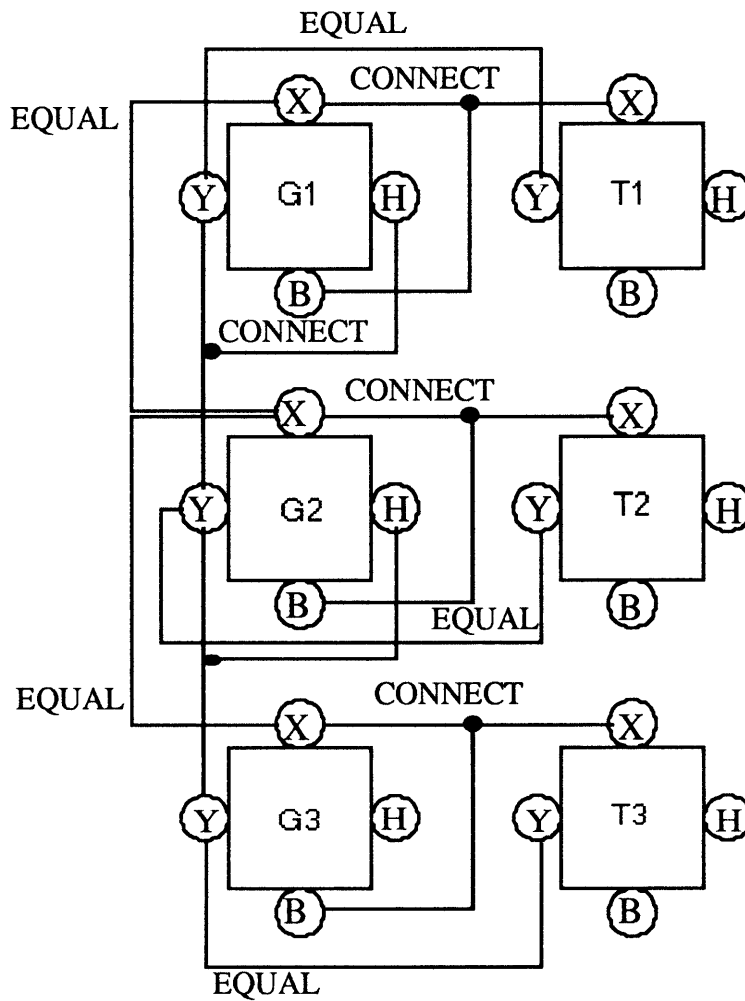 EQUAL
CONNECT
X X
EQUAL
Y G1 H Y T1 H
B B
CONNECT
CONNECT
X X
Y G2 H Y T2 H
B B
EQUAL
EQUAL
CONNECT
X X
Y G3 H Y T3 H
B B
EQUAL